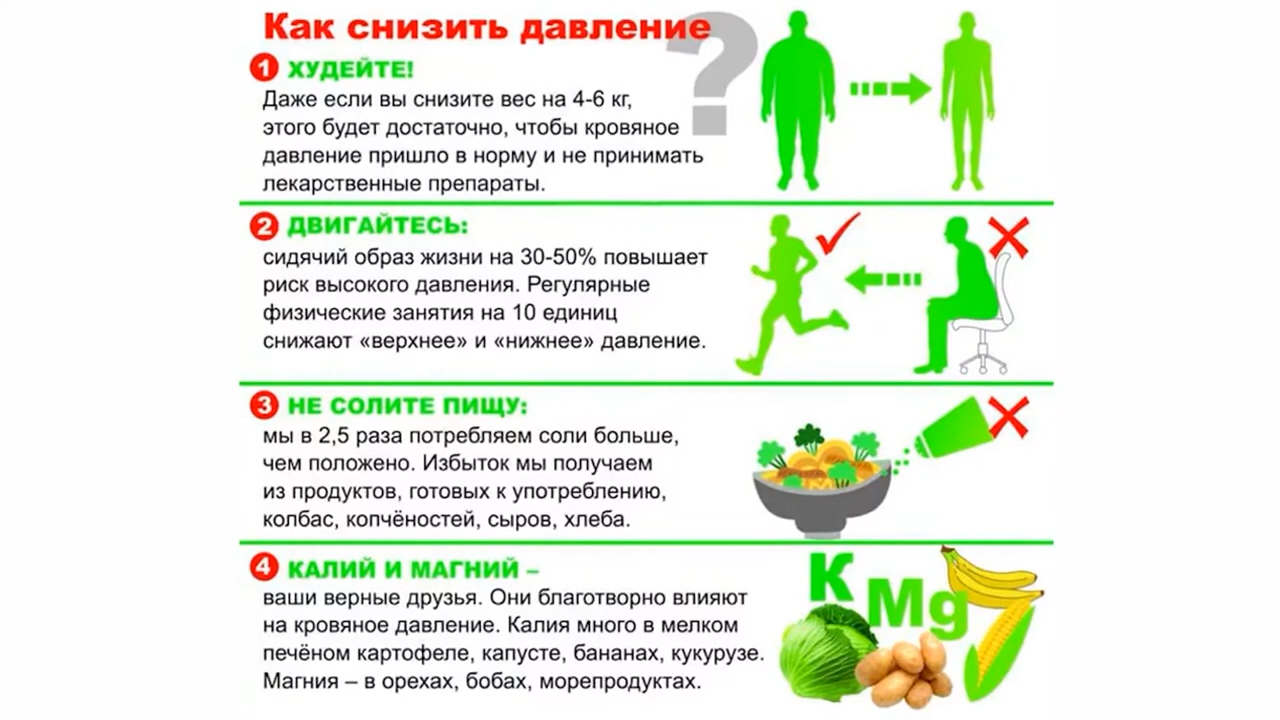 Как снизить давление
?
1 ХУДЕЙТЕ!
Даже если вы снизите вес на 4-6 кг,
этого будет достаточно, чтобы кровяное
давление пришло в норму и не принимать
лекарственные препараты.
2 ДВИГАЙТЕСЬ:
сидячий образ жизни на 30-50% повышает
риск высокого давления. Регулярные
физические занятия на 10 единиц
снижают «верхнее» и «нижнее» давление.
3 НЕ СОЛИТЕ ПИЩУ:
мы в 2,5 раза потребляем соли больше,
чем положено. Избыток мы получаем
из продуктов, готовых к употреблению,
колбас, копчёностей, сыров, хлеба.
4 КАЛИЙ И МАГНИЙ –
ваши верные друзья. Они благотворно влияют
на кровяное давление. Калия много в мелком
печёном картофеле, капусте, бананах, кукурузе.
Магния – в орехах, бобах, морепродуктах.
K
Mg